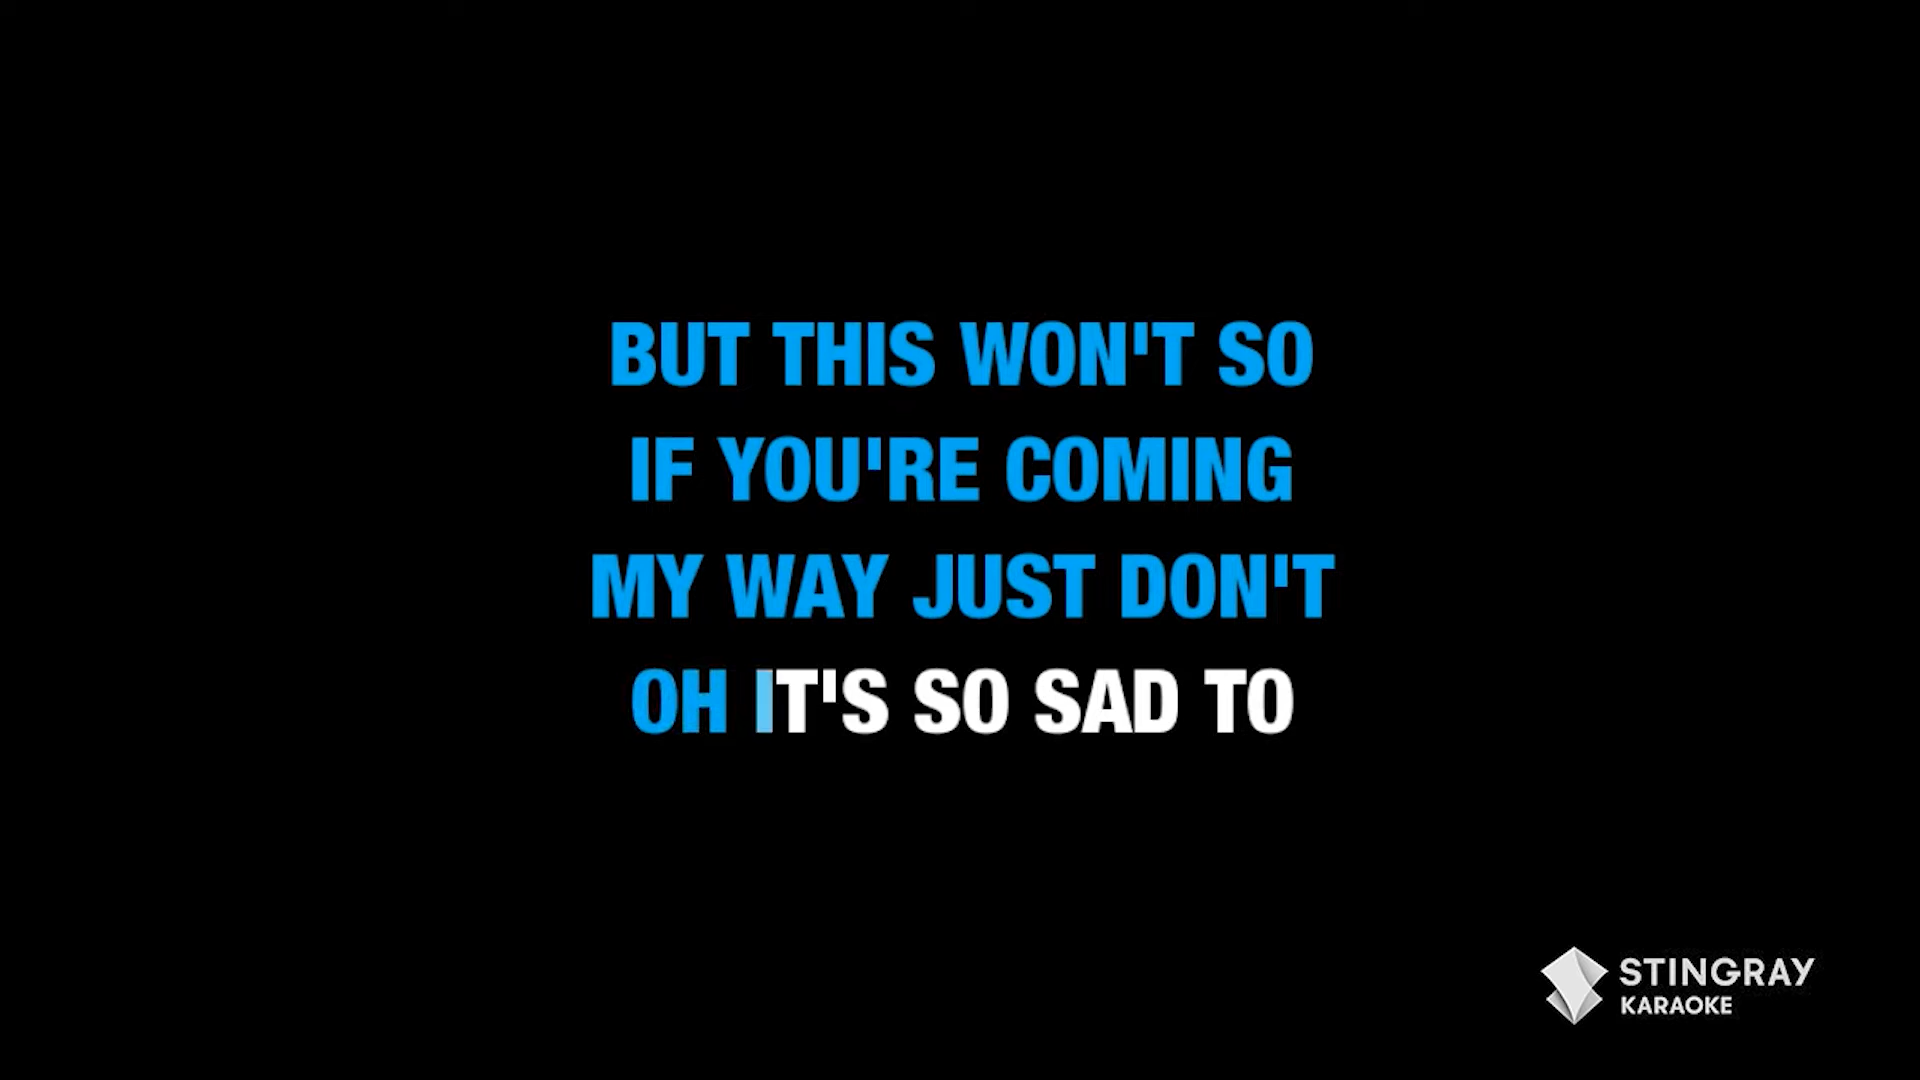 BUT THIS WON'T SO
IF YOU'RE COMING
MY WAY JUST DON'T
OH IT'S SO SAD TO
STINGRAY
KARAOKE